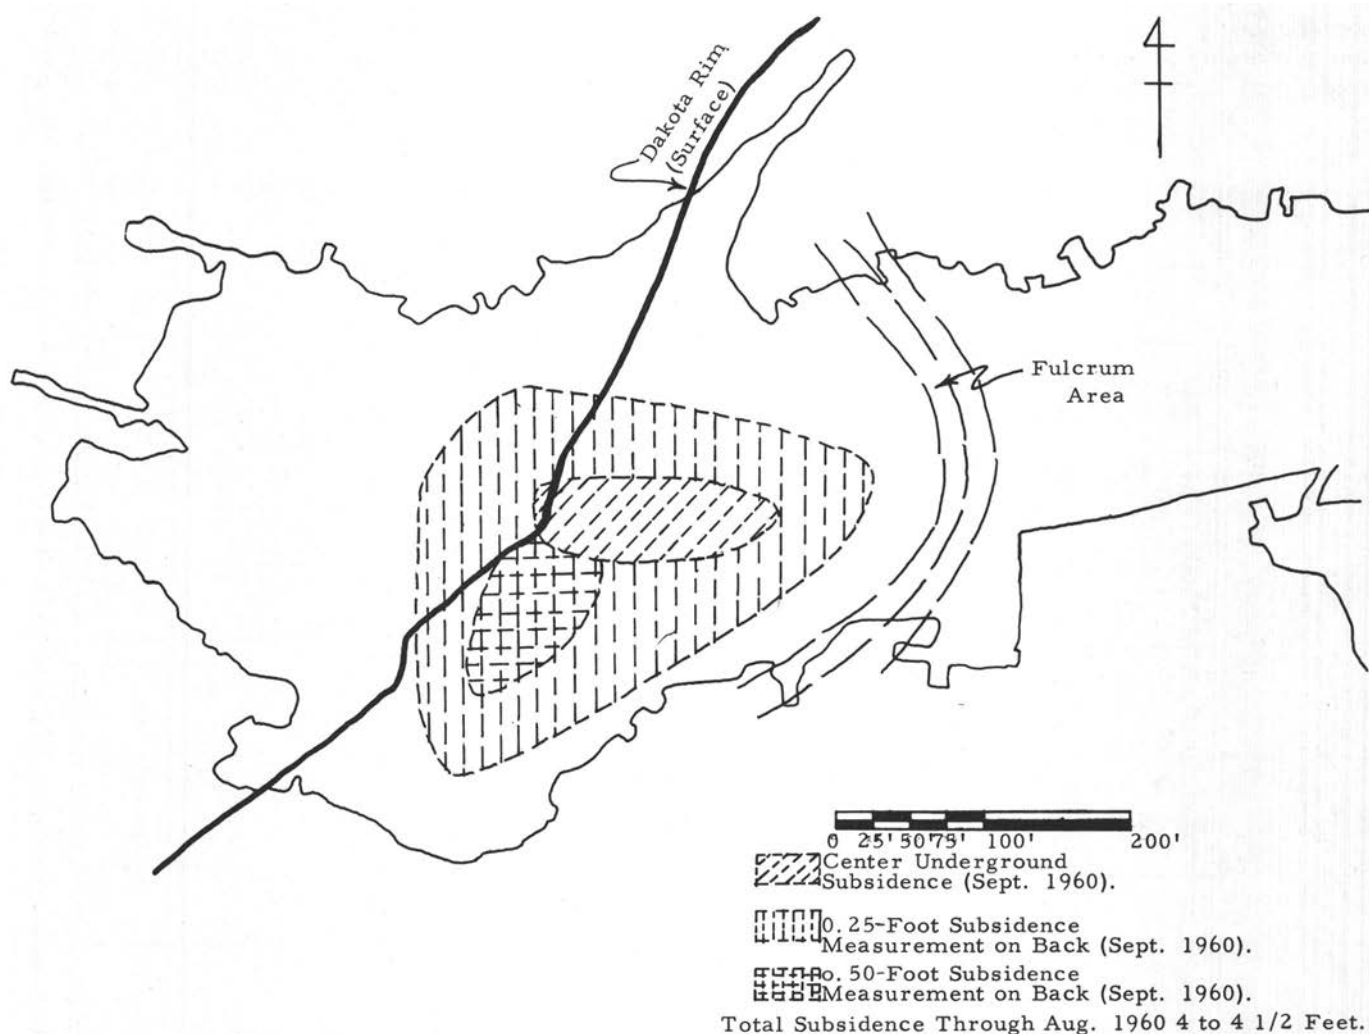 Dakota Rim
(Surface)
Fulcrum
Area
0 25' 50' 75' 100' 200'
Center Underground
Subsidence (Sept. 1960).
0.25-Foot Subsidence
Measurement on Back (Sept. 1960).
o.50-Foot Subsidence
Measurement on Back (Sept. 1960).
Total Subsidence Through Aug. 1960 4 to 4 1/2 Feet.